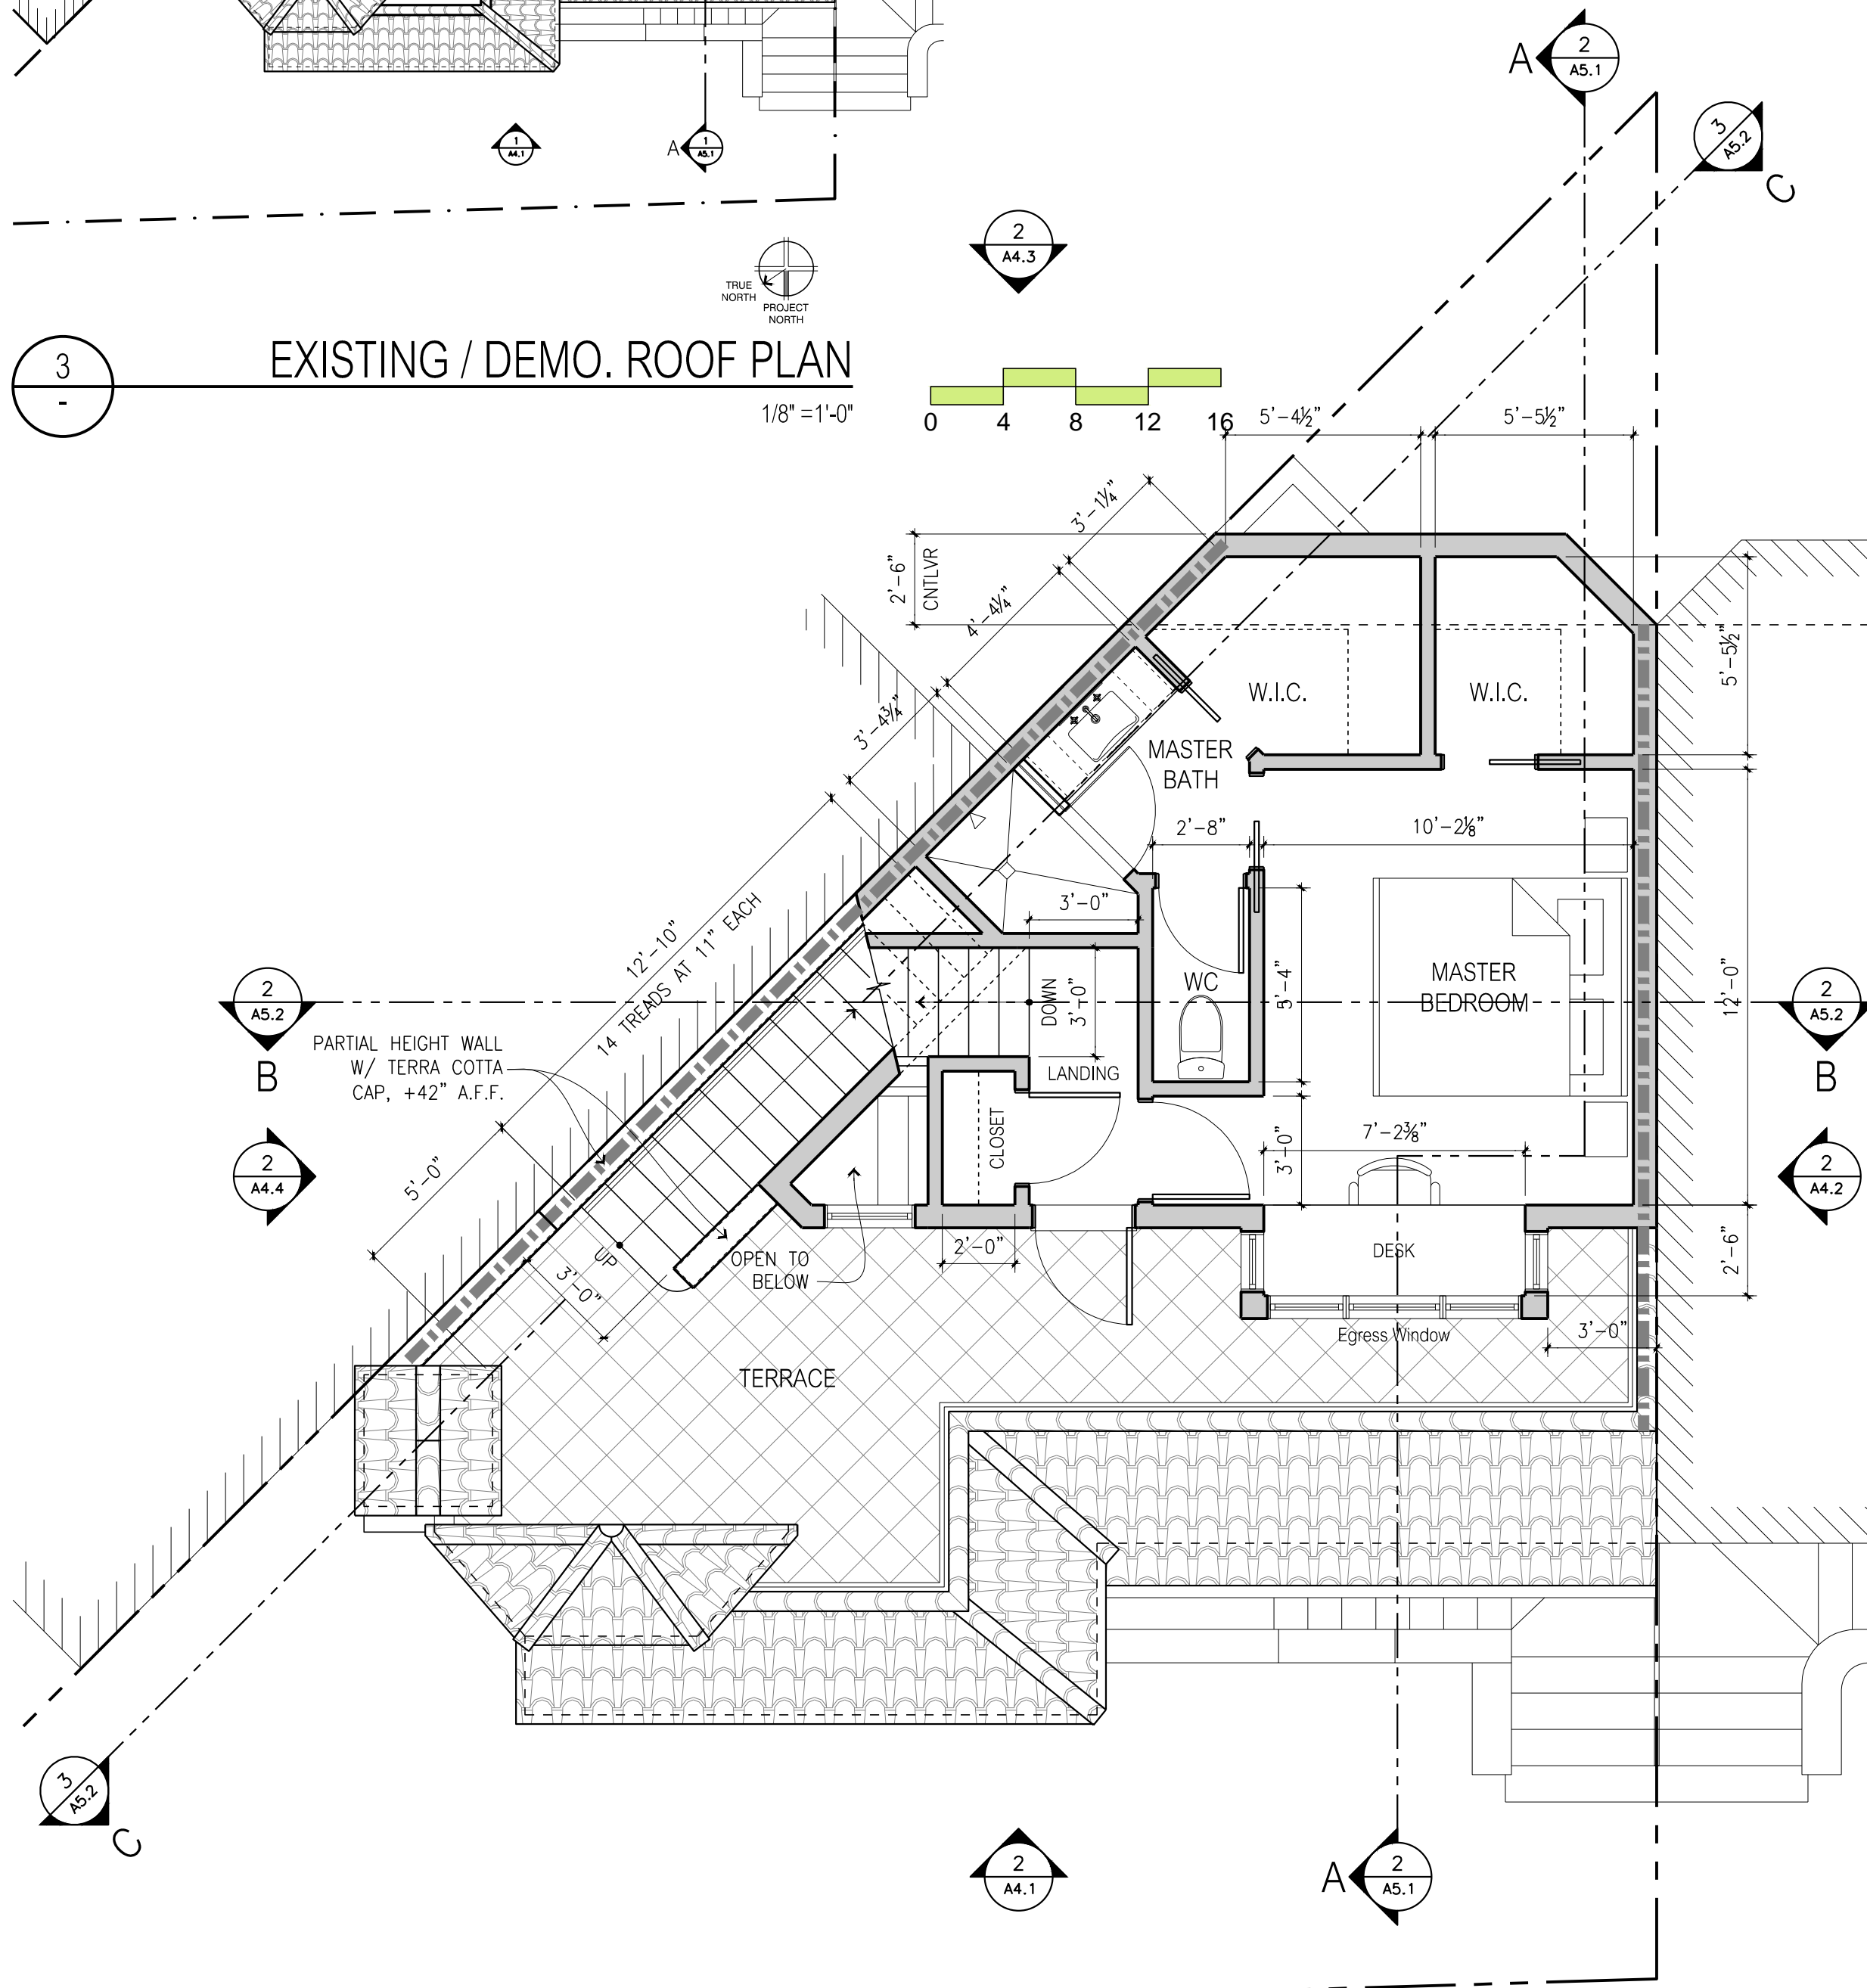 A
2
A5.1
3
A5.2
C
1
A4.1
A
1
A5.1
2
A4.3
TRUE
NORTH
PROJECT
NORTH
3
-
EXISTING / DEMO. ROOF PLAN
1/8" =1'-0"
0 4 8 12 16
5'-4½"
5'-5½"
3'-1¼"
2'-6"
CNTLVR
4'-4¼"
3'-4¾"
5'-5½"
W.I.C.
W.I.C.
MASTER
BATH
2'-8"
10'-2⅛"
3'-0"
12'-10"
14 TREADS AT 11" EACH
WC
5'-4"
MASTER
BEDROOM
12'-0"
DOWN
3'-0"
LANDING
2
A5.2
B
2
A5.2
B
PARTIAL HEIGHT WALL
W/ TERRA COTTA
CAP, +42" A.F.F.
CLOSET
3'-0"
7'-2⅜"
2
A4.4
2
A4.2
5'-0"
UP
3'-0"
OPEN TO
BELOW
2'-0"
DESK
2'-6"
Egress Window
3'-0"
TERRACE
3
A5.2
C
2
A4.1
A
2
A5.1